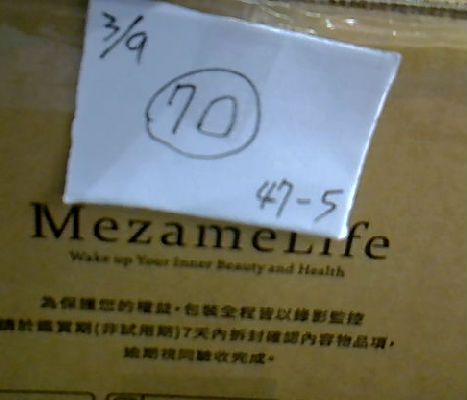 3/9
70
47-5
MezameLife
Wake up Your Inner Beauty and Health
為保護您的權益,包裝全程皆以錄影監控
請於鑑賞期(非試用期)7天內拆封確認內容物品項,
逾期視同驗收完成。